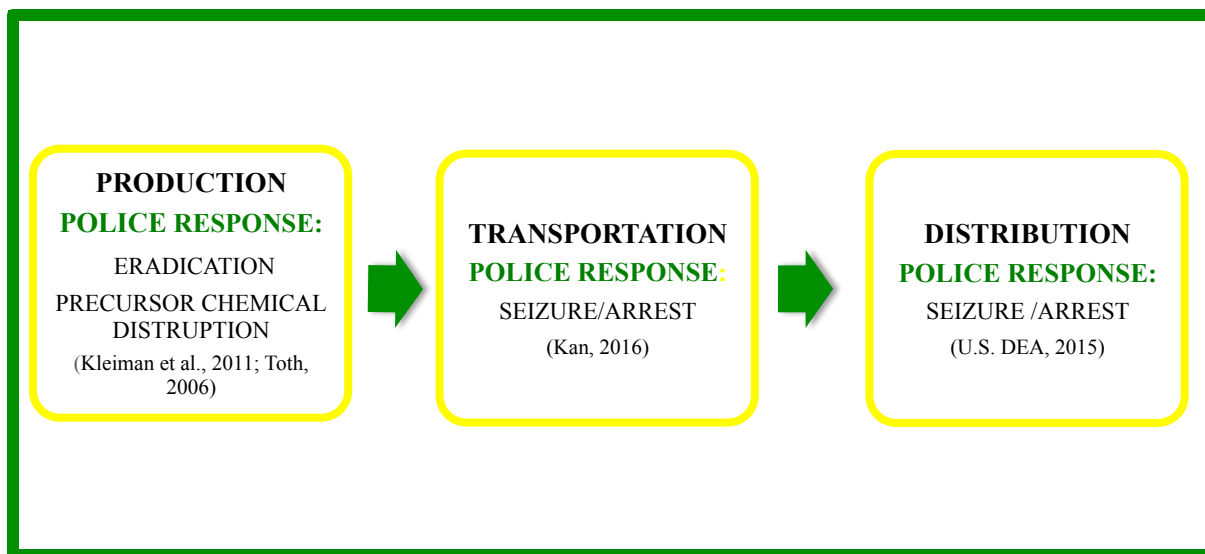 PRODUCTION
POLICE RESPONSE:
ERADICATION
PRECURSOR CHEMICAL
DISTRUPTION
(Kleiman et al., 2011; Toth,
2006)
TRANSPORTATION
POLICE RESPONSE:
SEIZURE/ARREST
(Kan, 2016)
DISTRIBUTION
POLICE RESPONSE:
SEIZURE /ARREST
(U.S. DEA, 2015)